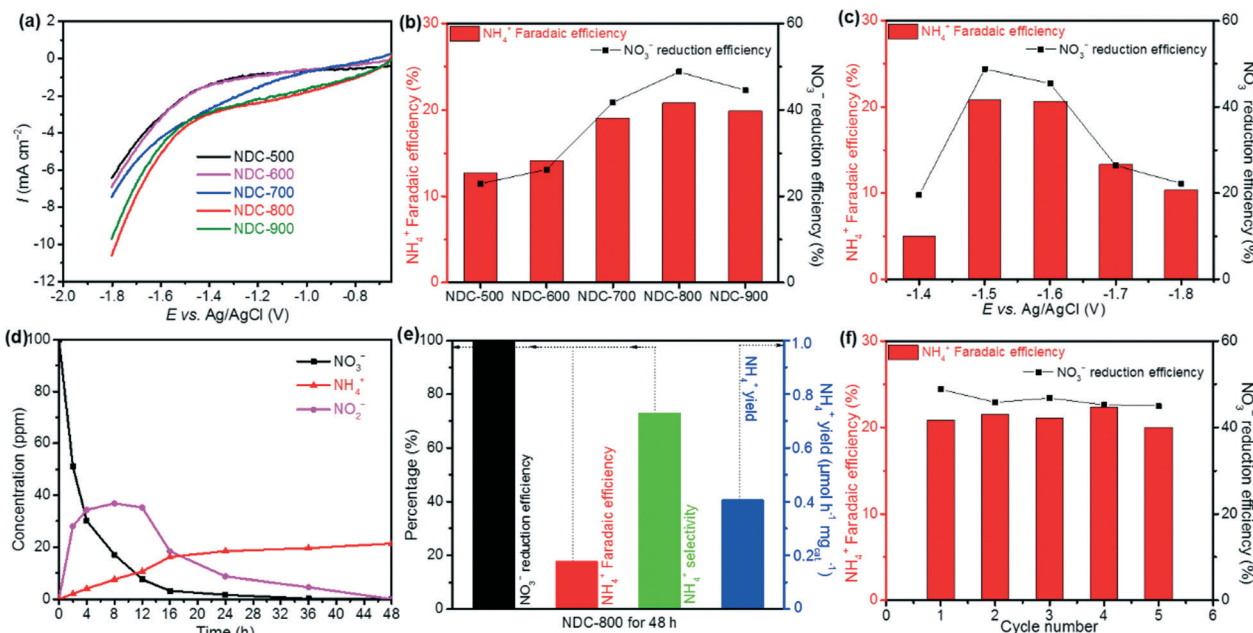 (a)
I (mA cm⁻²)
2
0
-2
-4
-6
-8
-10
-12
NDC-500
NDC-600
NDC-700
NDC-800
NDC-900
-2.0
-1.8
-1.6
-1.4
-1.2
-1.0
-0.8
E vs. Ag/AgCl (V)
(b)
NH₄⁺ Faradaic efficiency
NO₃⁻ reduction efficiency
NH₄⁺ Faradaic efficiency (%)
30
20
10
0
NO₃⁻ reduction efficiency (%)
60
40
20
0
NDC-500
NDC-600
NDC-700
NDC-800
NDC-900
(c)
NH₄⁺ Faradaic efficiency
NO₃⁻ reduction efficiency
NH₄⁺ Faradaic efficiency (%)
30
20
10
0
NO₃⁻ reduction efficiency (%)
60
50
40
30
20
10
0
-1.4
-1.5
-1.6
-1.7
-1.8
E vs. Ag/AgCl (V)
(d)
Concentration (ppm)
100
80
60
40
20
0
NO₃⁻
NH₄⁺
NO₂⁻
0
4
8
12
16
20
24
28
32
36
40
44
48
Time (h)
(e)
Percentage (%)
100
80
60
40
20
0
NO₃⁻ reduction efficiency
NH₄⁺ Faradaic efficiency
NH₄⁺ selectivity
NH₄⁺ yield
NH₄⁺ yield (μmol h⁻¹ mgcat⁻¹)
1.0
0.8
0.6
0.4
0.2
0
NDC-800 for 48 h
(f)
NH₄⁺ Faradaic efficiency
NO₃⁻ reduction efficiency
NH₄⁺ Faradaic efficiency (%)
30
20
10
0
NO₃⁻ reduction efficiency (%)
60
40
20
0
0
1
2
3
4
5
6
Cycle number